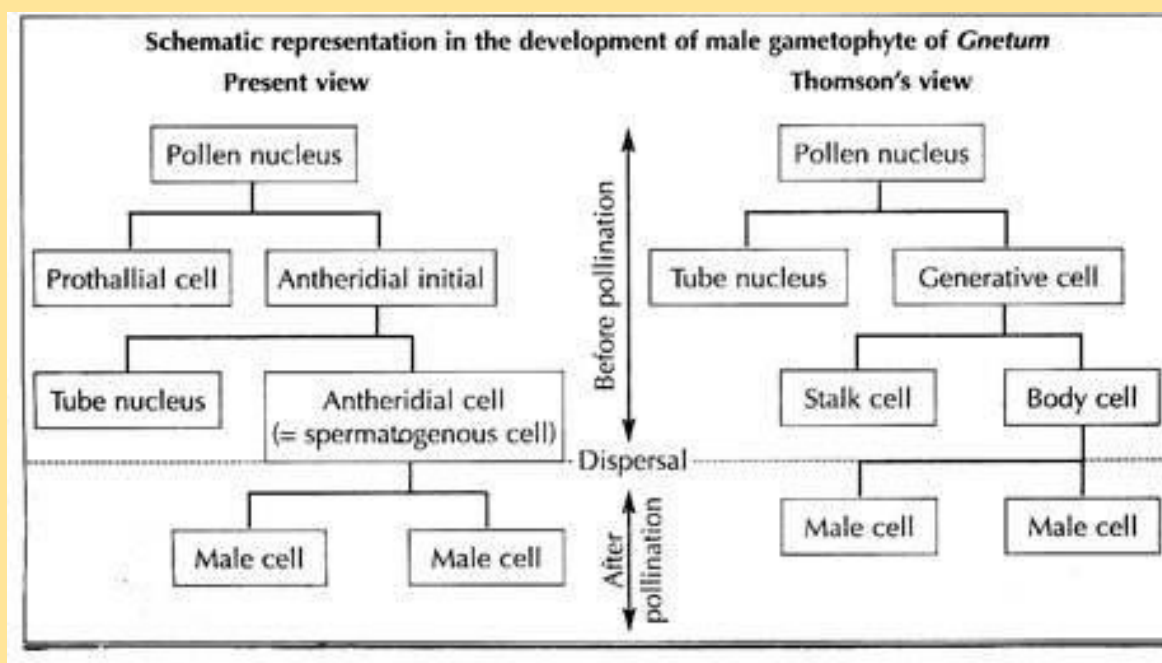 Schematic representation in the development of male gametophyte of Gnetum
Present view
Thomson's view
Pollen nucleus
Prothallial cell
Antheridial initial
Tube nucleus
Antheridial cell
(= spermatogenous cell)
Male cell
Male cell
Before pollination
Dispersal
After
pollination
Pollen nucleus
Tube nucleus
Generative cell
Stalk cell
Body cell
Male cell
Male cell